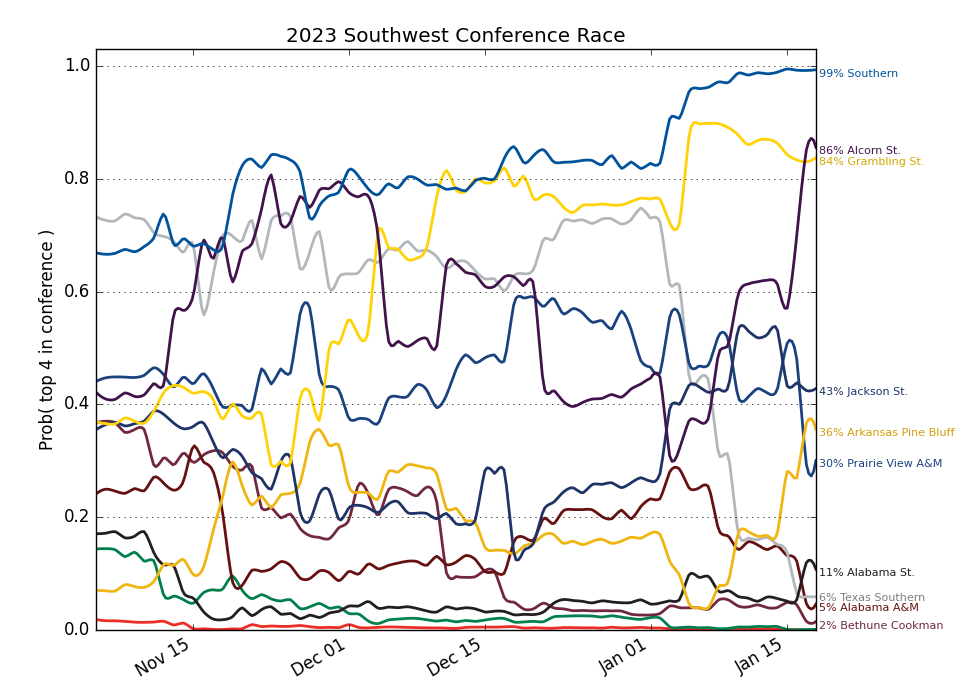 2023 Southwest Conference Race
Prob( top 4 in conference )
1.0
0.8
0.6
0.4
0.2
0.0
Nov 15
Dec 01
Dec 15
Jan 01
Jan 15
99% Southern
86% Alcorn St.
84% Grambling St.
43% Jackson St.
36% Arkansas Pine Bluff
30% Prairie View A&M
11% Alabama St.
6% Texas Southern
5% Alabama A&M
2% Bethune Cookman